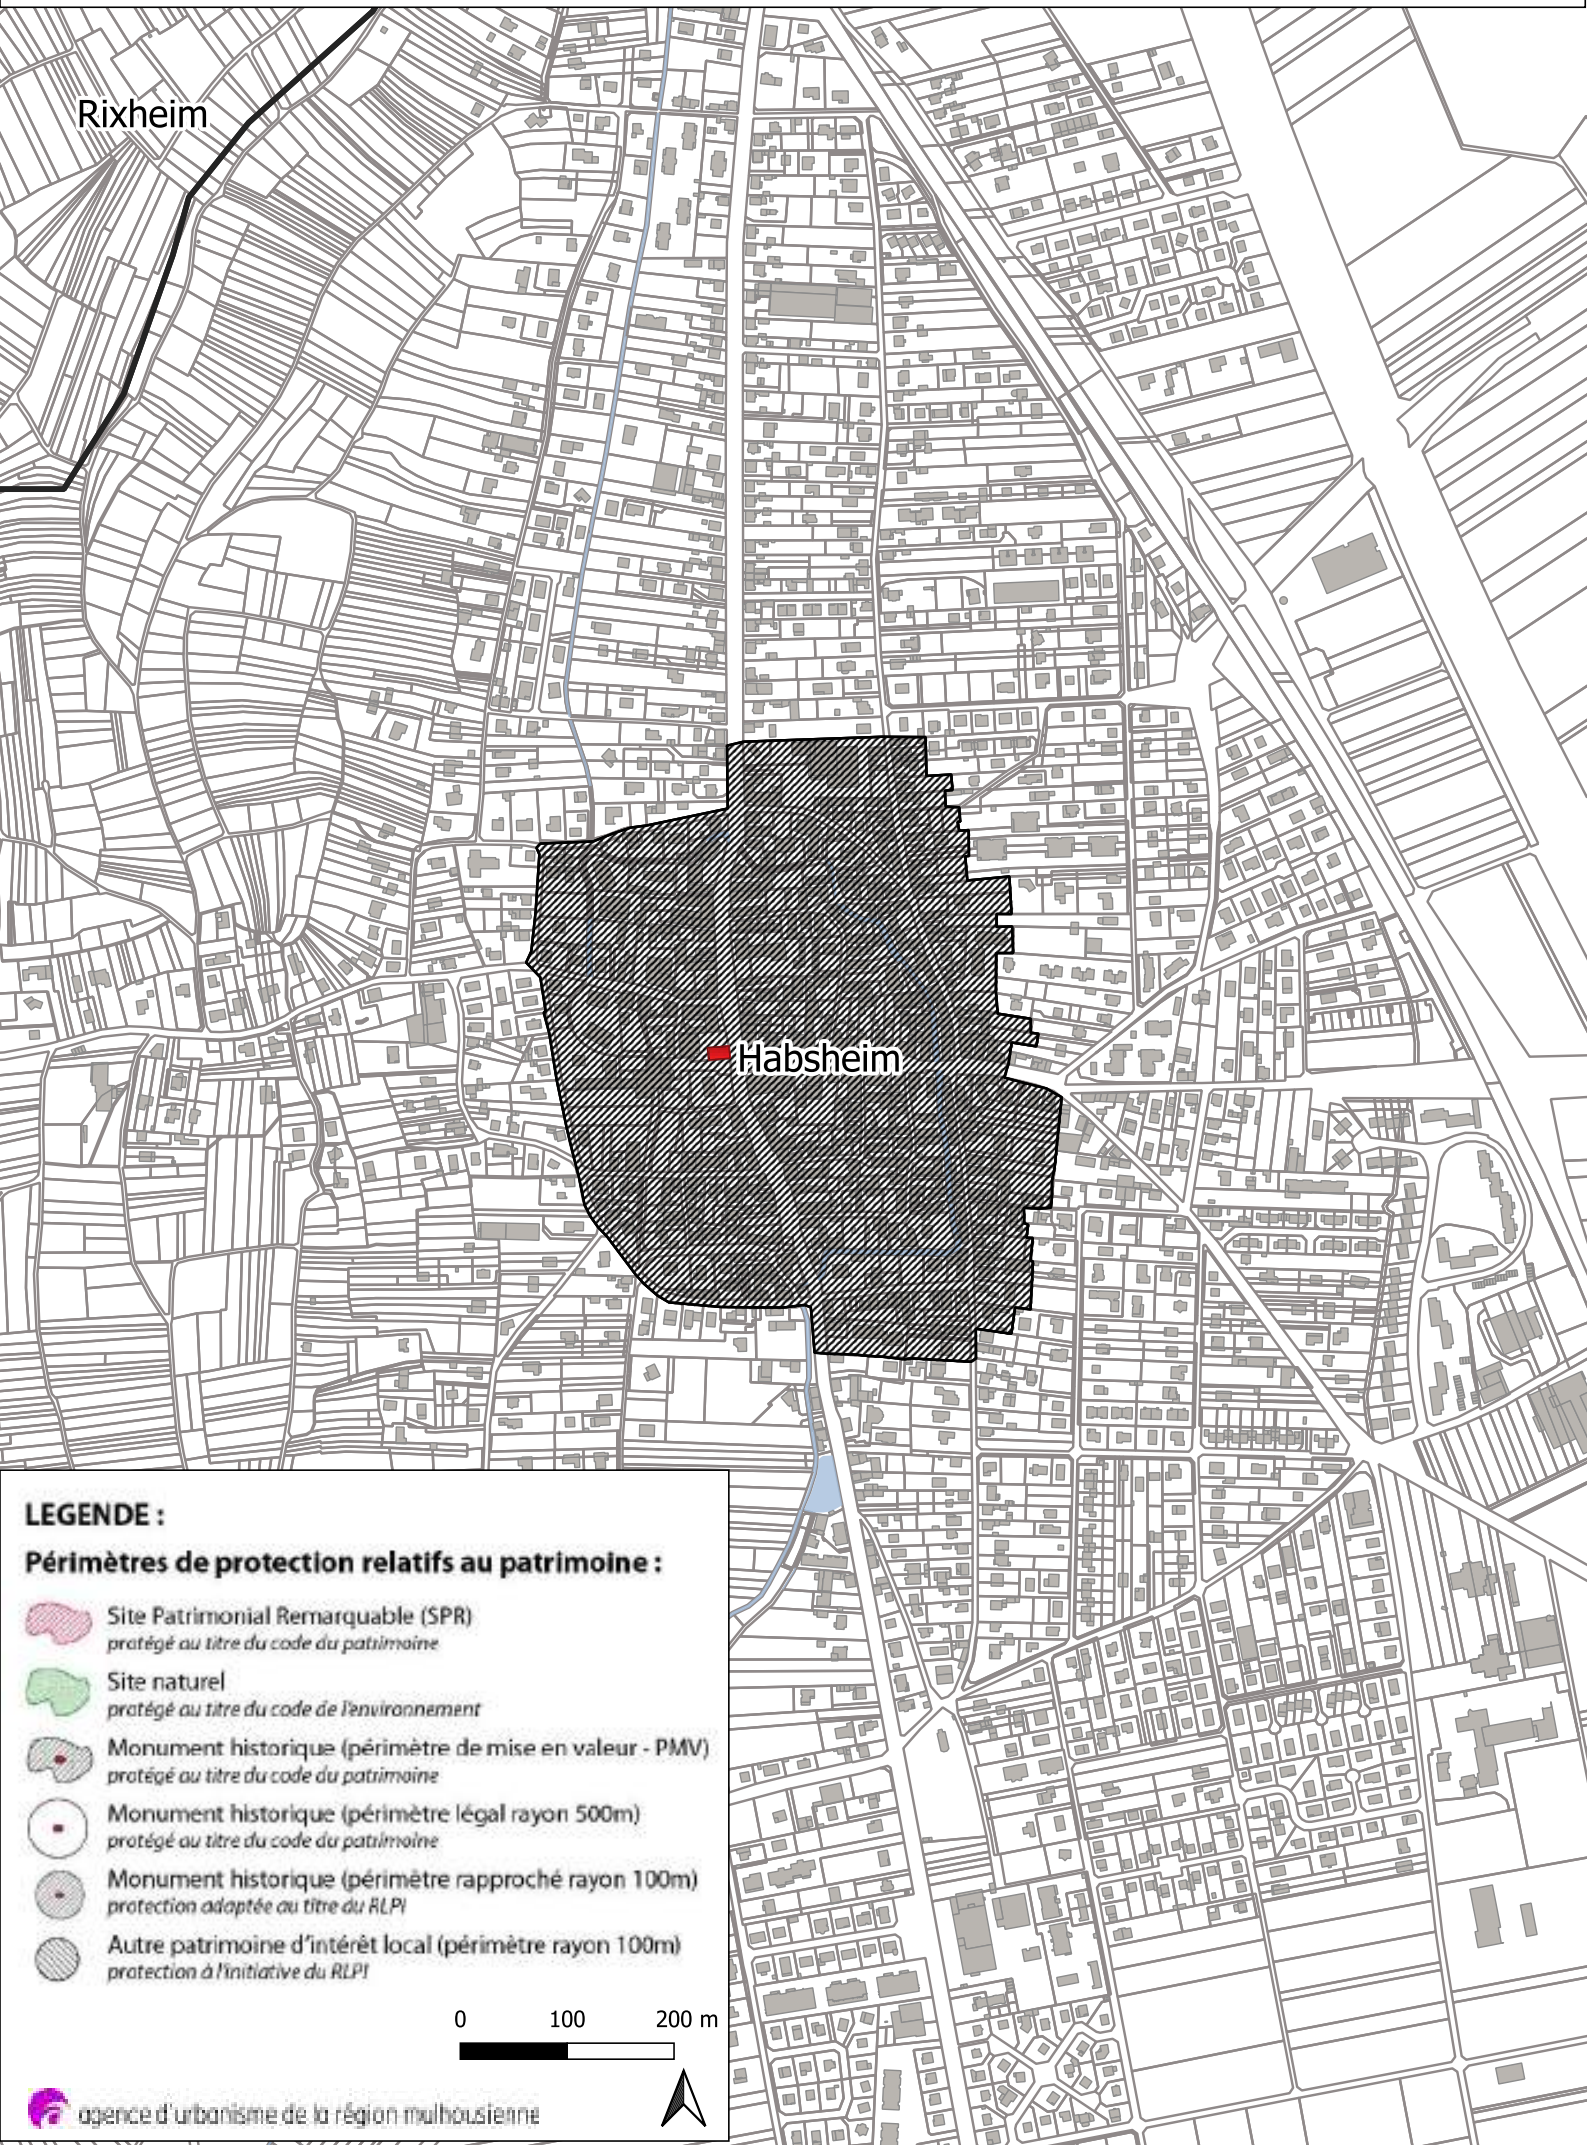 Rixheim
Habsheim
LEGENDE :
Périmètres de protection relatifs au patrimoine :
Site Patrimonial Remarquable (SPR)
protégé au titre du code du patrimoine
Site naturel
protégé au titre du code de l'environnement
Monument historique (périmètre de mise en valeur - PMV)
protégé au titre du code du patrimoine
Monument historique (périmètre légal rayon 500m)
protégé au titre du code du patrimoine
Monument historique (périmètre rapproché rayon 100m)
protection adaptée au titre du RLPI
Autre patrimoine d'intérêt local (périmètre rayon 100m)
protection à l'initiative du RLPI
0 100 200 m
agence d'urbanisme de la région mulhousienne